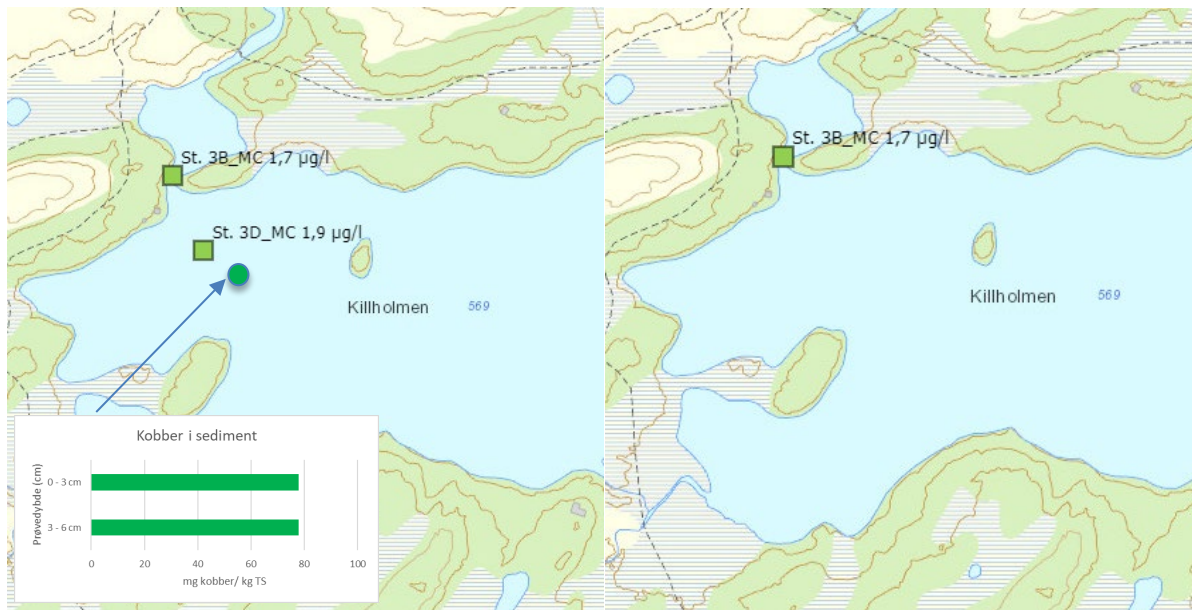 St. 3B_MC 1,7 µg/l
St. 3D_MC 1,9 µg/l
Killholmen 569
Kobber i sediment
Prøvedybde (cm)
0 - 3 cm
3 - 6 cm
0 20 40 60 80 100
mg kobber/ kg TS
St. 3B_MC 1,7 µg/l
Killholmen 569